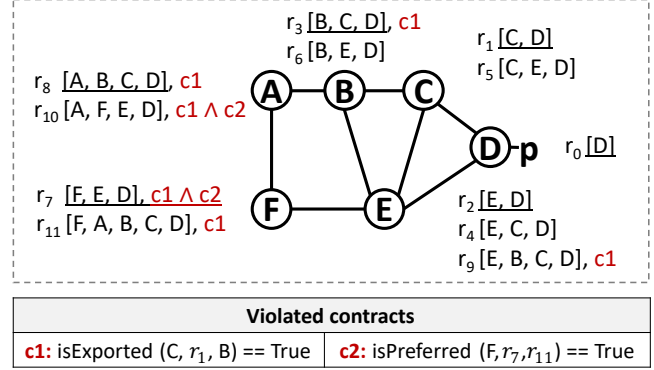 r3 [B, C, D], c1
r6 [B, E, D]
r1 [C, D]
r5 [C, E, D]
r8 [A, B, C, D], c1
r10 [A, F, E, D], c1 ∧ c2
A B C
D p r0 [D]
r7 [F, E, D], c1 ∧ c2
r11 [F, A, B, C, D], c1
F E
r2 [E, D]
r4 [E, C, D]
r9 [E, B, C, D], c1
Violated contracts
c1: isExported (C, r1, B) == True
c2: isPreferred (F,r7,r11) == True